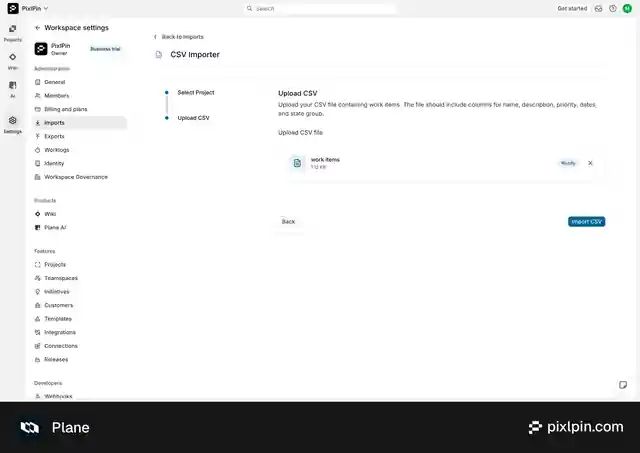 PixlPin
Search
Get started
M
Projects
Wiki
AI
Settings
Workspace settings
PixlPin
Owner
Business trial
Administration
General
Members
Billing and plans
Imports
Exports
Worklogs
Identity
Workspace Governance
Products
Wiki
Plane AI
Features
Projects
Teamspaces
Initiatives
Customers
Templates
Integrations
Connections
Releases
Developers
Webhooks
Back to Imports
CSV Importer
Select Project
Upload CSV
Upload CSV
Upload your CSV file containing work items. The file should include columns for name, description, priority, dates,
and state group.
Upload CSV file
work items
Ready
Back
Import CSV
Plane
pixlpin.com